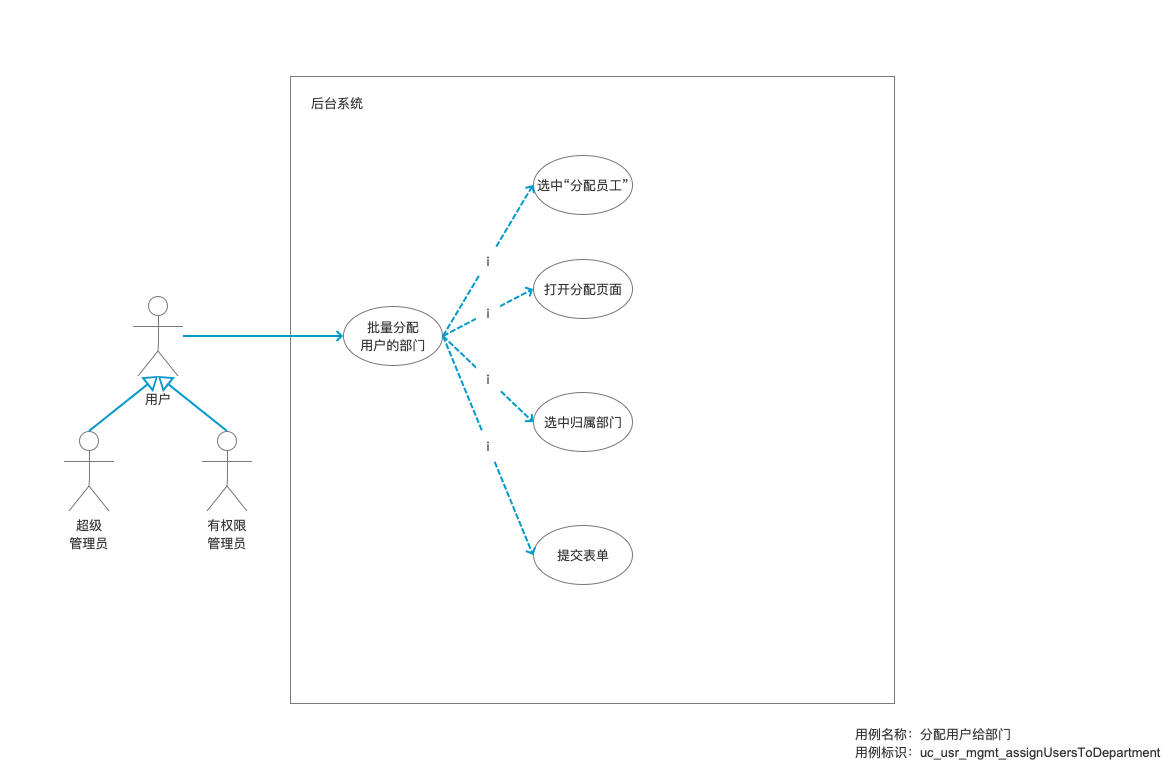 后台系统
选中“分配员工”
i
打开分配页面
i
批量分配
用户的部门
i
用户
选中归属部门
i
超级
管理员
有权限
管理员
提交表单
用例名称：分配用户给部门
用例标识：uc_usr_mgmt_assignUsersToDepartment